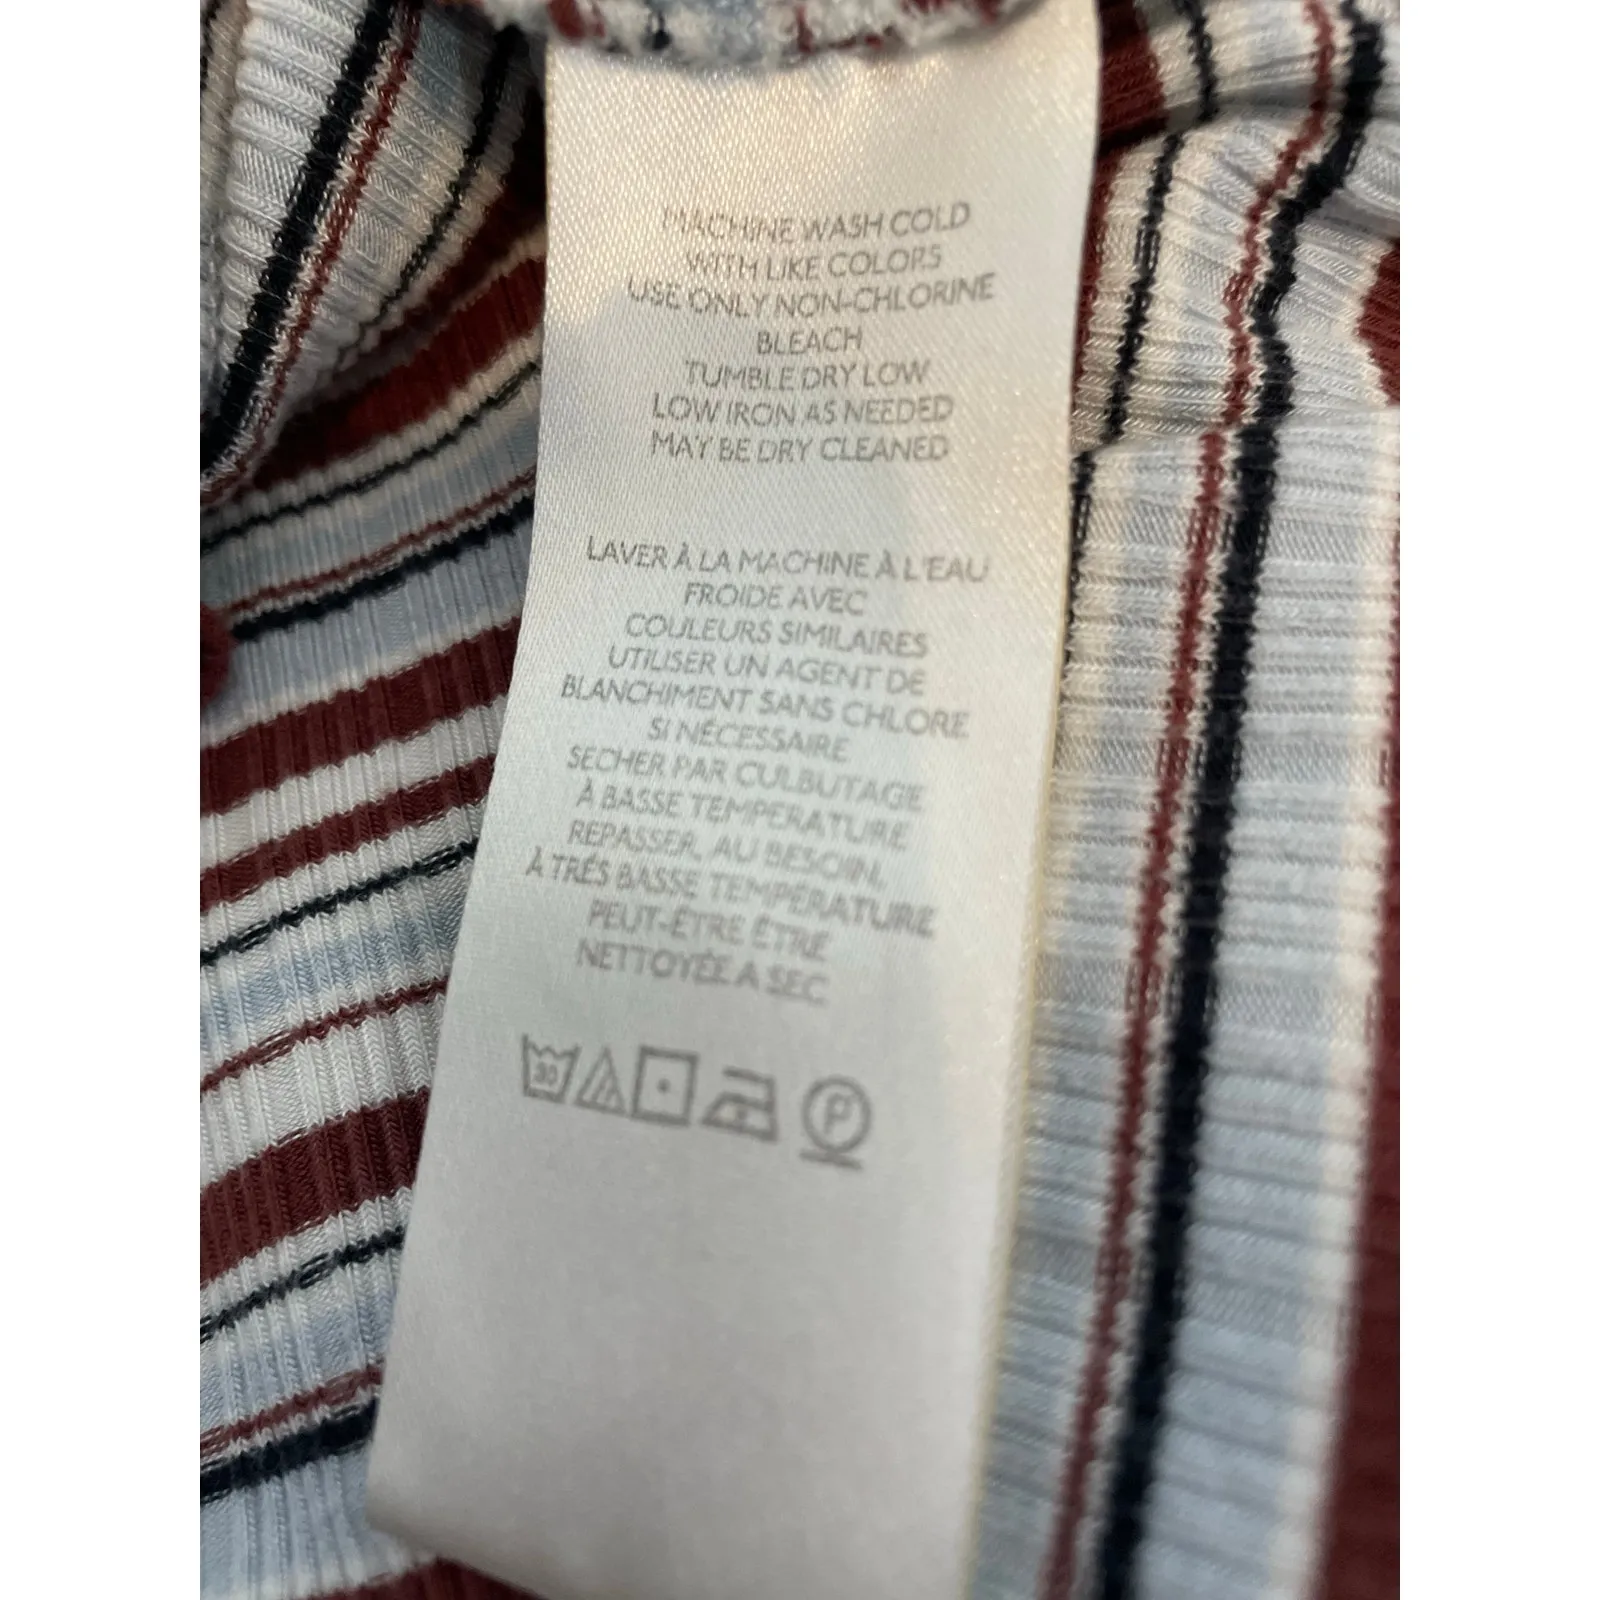 MACHINE WASH COLD
WITH LIKE COLORS
USE ONLY NON-CHLORINE
BLEACH
TUMBLE DRY LOW
LOW IRON AS NEEDED
MAY BE DRY CLEANED
LAVER À LA MACHINE À L'EAU
FROIDE AVEC
COULEURS SIMILAIRES
UTILISER UN AGENT DE
BLANCHIMENT SANS CHLORE
SI NÉCESSAIRE
SECHER PAR CULBUTAGE
À BASSE TEMPERATURE
REPASSER, AU BESOIN,
À TRÉS BASSE TEMPÉRATURE
PEUT-ÊTRE ÊTRE
NETTOYÉE A SEC
30 P